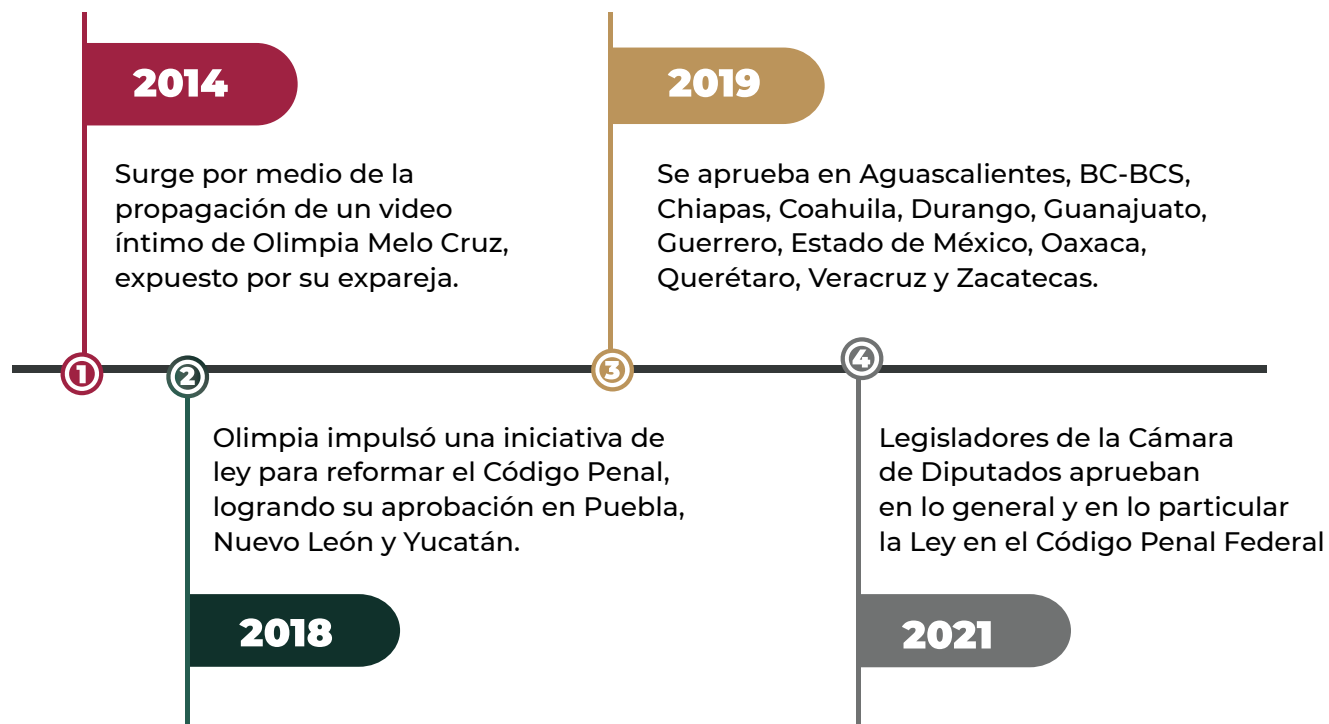 2014
Surge por medio de la
propagación de un video
íntimo de Olimpia Melo Cruz,
expuesto por su expareja.
2019
Se aprueba en Aguascalientes, BC-BCS,
Chiapas, Coahuila, Durango, Guanajuato,
Guerrero, Estado de México, Oaxaca,
Querétaro, Veracruz y Zacatecas.
1
2
3
4
Olimpia impulsó una iniciativa de
ley para reformar el Código Penal,
logrando su aprobación en Puebla,
Nuevo León y Yucatán.
2018
Legisladores de la Cámara
de Diputados aprueban
en lo general y en lo particular
la Ley en el Código Penal Federal
2021